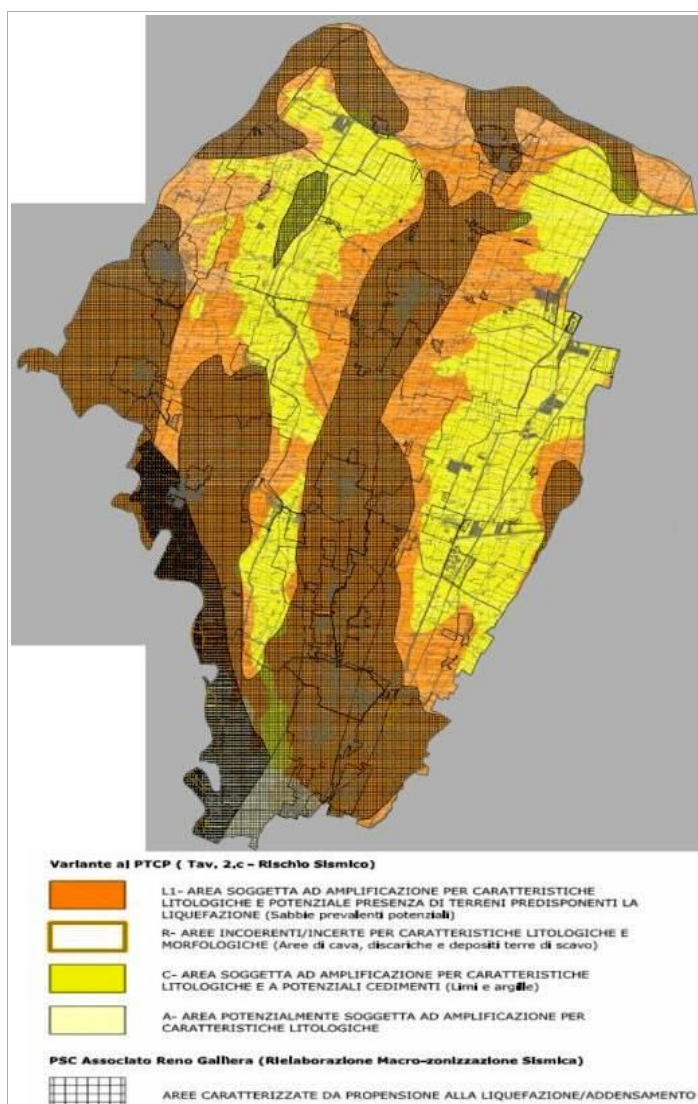 Variante al PTCP ( Tav. 2,c – Rischio Sismico)
L1- AREA SOGGETTA AD AMPLIFICAZIONE PER CARATTERISTICHE
LITOLOGICHE E POTENZIALE PRESENZA DI TERRENI PREDISPONENTI LA
LIQUEFAZIONE (Sabbie prevalenti potenziali)
R- AREE INCOERENTI/INCERTE PER CARATTERISTICHE LITOLOGICHE E
MORFOLOGICHE (Aree di cava, discariche e depositi terre di scavo)
C- AREA SOGGETTA AD AMPLIFICAZIONE PER CARATTERISTICHE
LITOLOGICHE E A POTENZIALI CEDIMENTI (Limi e argille)
A- AREA POTENZIALMENTE SOGGETTA AD AMPLIFICAZIONE PER
CARATTERISTICHE LITOLOGICHE
PSC Associato Reno Galliera (Rielaborazione Macro-zonizzazione Sismica)
AREE CARATTERIZZATE DA PROPENSIONE ALLA LIQUEFAZIONE/ADDENSAMENTO